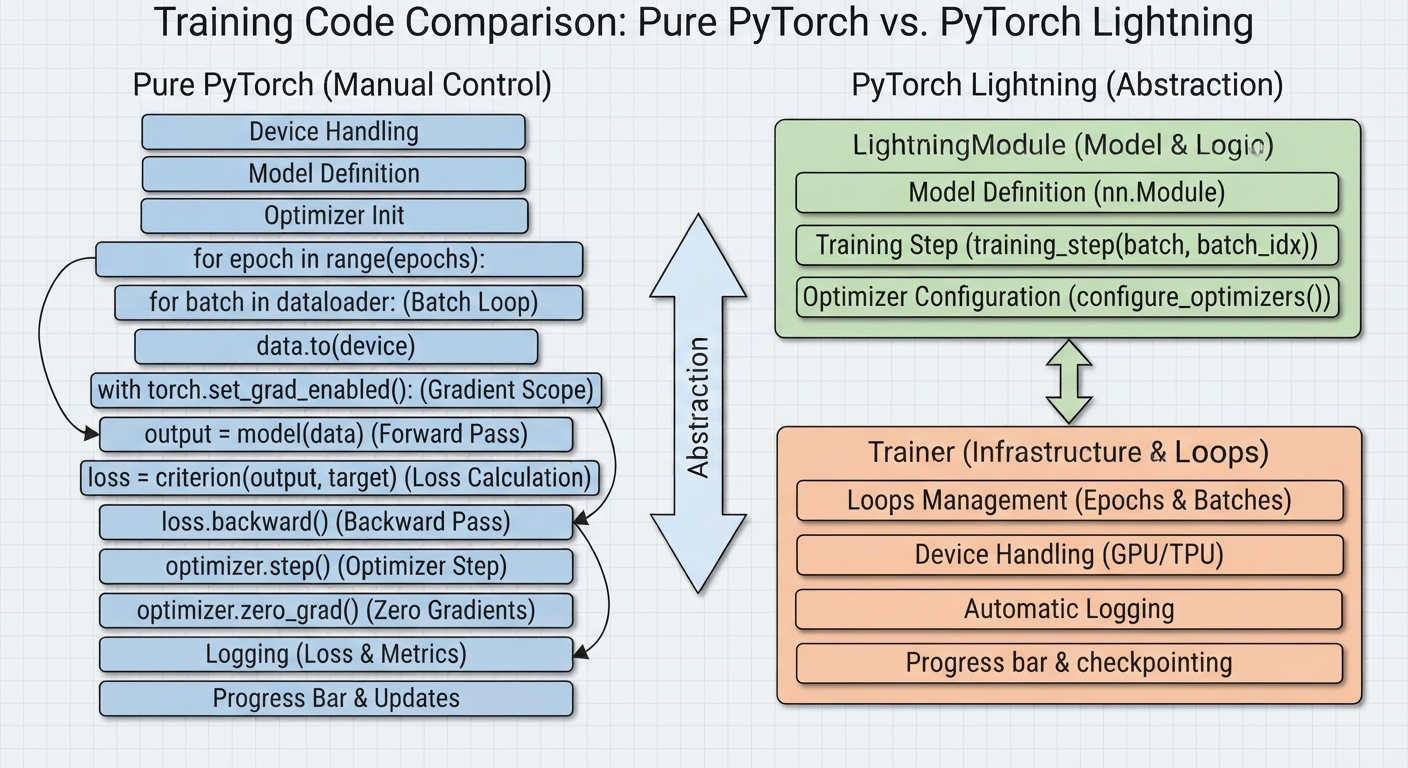 Training Code Comparison: Pure PyTorch vs. PyTorch Lightning
Pure PyTorch (Manual Control)
Device Handling
Model Definition
Optimizer Init
for epoch in range(epochs):
for batch in dataloader: (Batch Loop)
data.to(device)
with torch.set_grad_enabled(): (Gradient Scope)
output = model(data) (Forward Pass)
loss = criterion(output, target) (Loss Calculation)
loss.backward() (Backward Pass)
optimizer.step() (Optimizer Step)
optimizer.zero_grad() (Zero Gradients)
Logging (Loss & Metrics)
Progress Bar & Updates
Abstraction
PyTorch Lightning (Abstraction)
LightningModule (Model & Logic)
Model Definition (nn.Module)
Training Step (training_step(batch, batch_idx))
Optimizer Configuration (configure_optimizers())
Trainer (Infrastructure & Loops)
Loops Management (Epochs & Batches)
Device Handling (GPU/TPU)
Automatic Logging
Progress bar & checkpointing